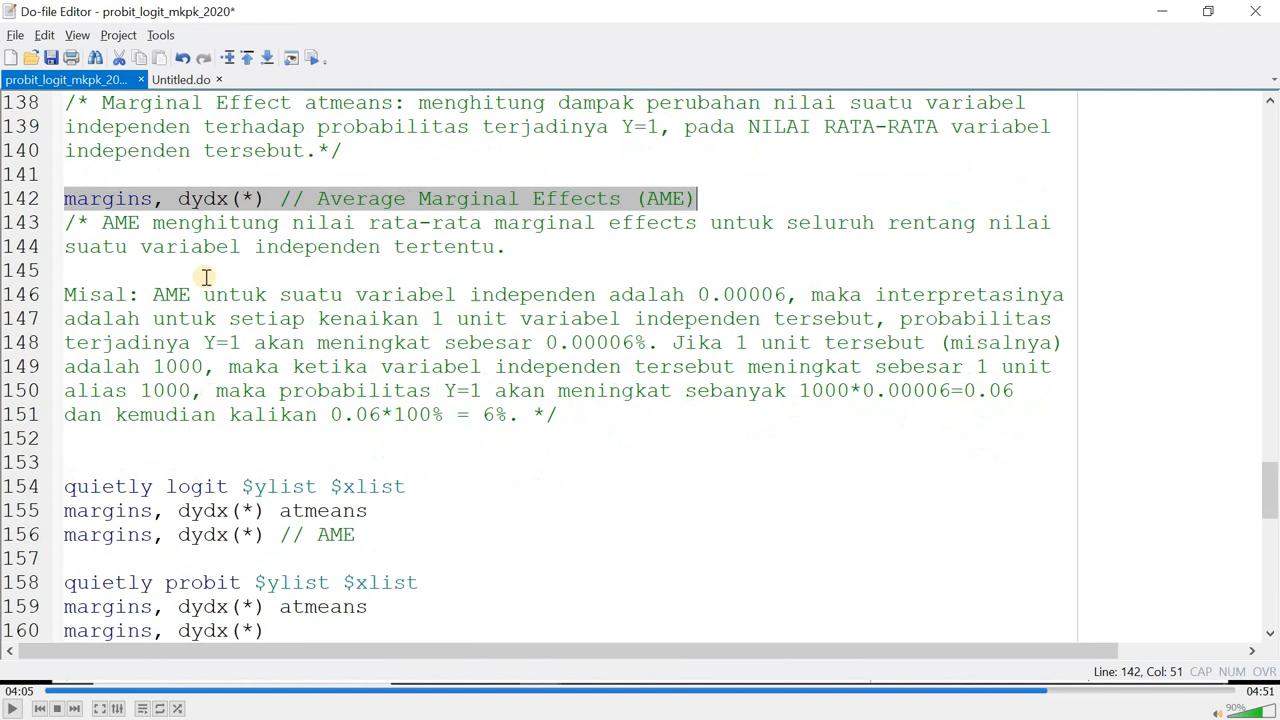 Do-file Editor - probit_logit_mkpk_2020*
File Edit View Project Tools
probit_logit_mkpk_20... × Untitled.do ×
138 /* Marginal Effect atmeans: menghitung dampak perubahan nilai suatu variabel
139 independen terhadap probabilitas terjadinya Y=1, pada NILAI RATA-RATA variabel
140 independen tersebut.*/
141
142 margins, dydx(*) // Average Marginal Effects (AME)
143 /* AME menghitung nilai rata-rata marginal effects untuk seluruh rentang nilai
144 suatu variabel independen tertentu.
145
146 Misal: AME untuk suatu variabel independen adalah 0.00006, maka interpretasinya
147 adalah untuk setiap kenaikan 1 unit variabel independen tersebut, probabilitas
148 terjadinya Y=1 akan meningkat sebesar 0.00006%. Jika 1 unit tersebut (misalnya)
149 adalah 1000, maka ketika variabel independen tersebut meningkat sebesar 1 unit
150 alias 1000, maka probabilitas Y=1 akan meningkat sebanyak 1000*0.00006=0.06
151 dan kemudian kalikan 0.06*100% = 6%. */
152
153
154 quietly logit $ylist $xlist
155 margins, dydx(*) atmeans
156 margins, dydx(*) // AME
157
158 quietly probit $ylist $xlist
159 margins, dydx(*) atmeans
160 margins, dydx(*)
Line: 142, Col: 51 CAP NUM OVR
04:05 04:51
90%